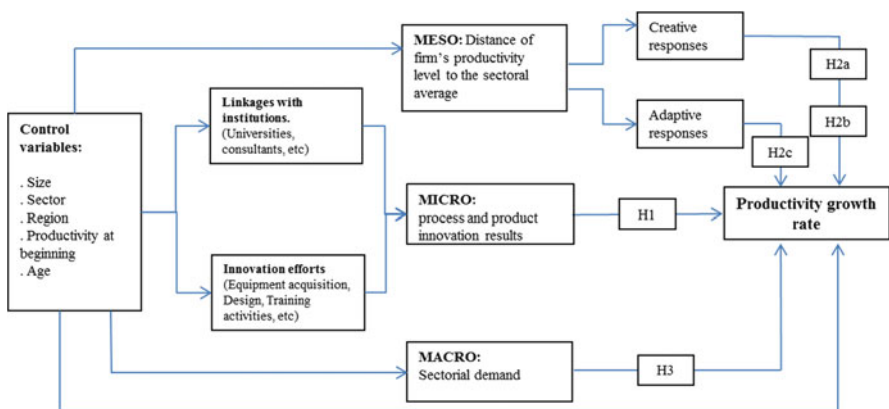 Control
variables:
. Size
. Sector
. Region
. Productivity at
beginning
. Age
Linkages with
institutions.
(Universities,
consultants, etc)
Innovation efforts
(Equipment acquisition,
Design, Training
activities, etc)
MESO: Distance of
firm's productivity
level to the sectoral
average
MICRO:
process and product
innovation results
MACRO:
Sectorial demand
Creative
responses
Adaptive
responses
H2a
H2b
H2c
H1
H3
Productivity growth
rate